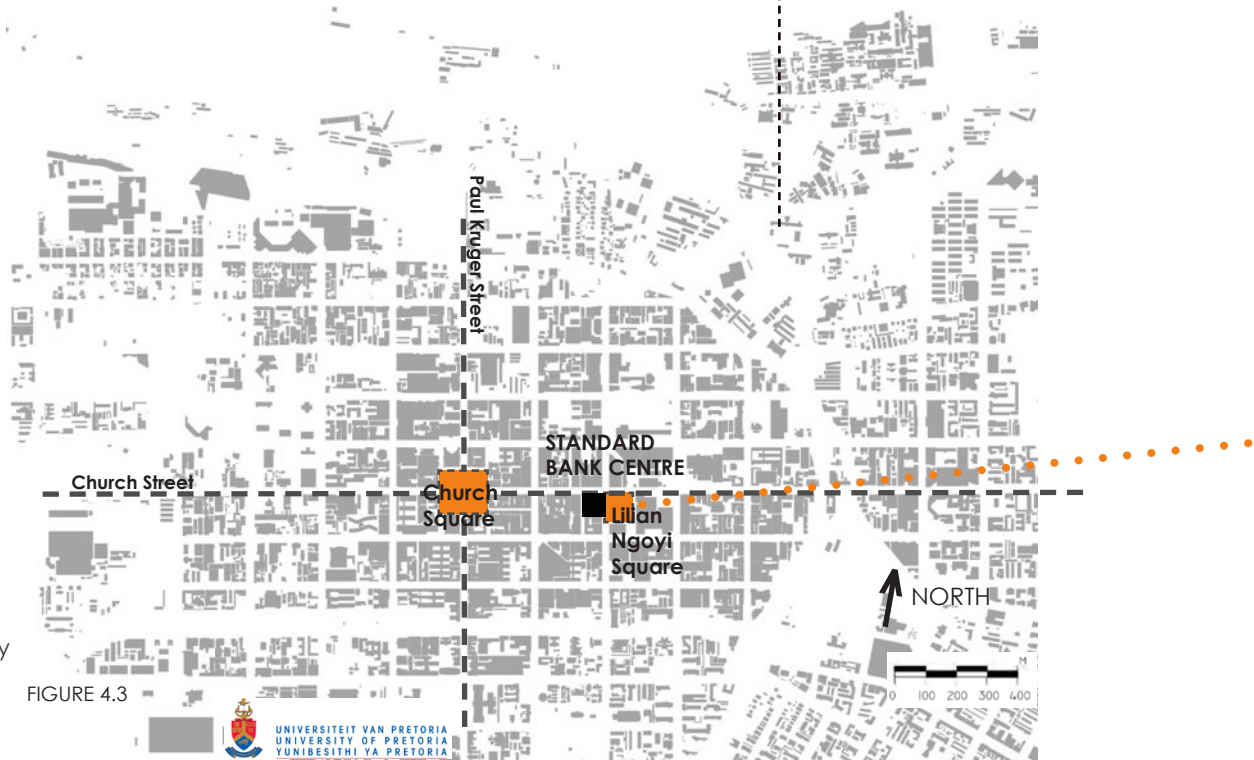 Paul Kruger Street
STANDARD
BANK CENTRE
Church Street
Church
Square
Lilian
Ngoyi
Square
NORTH
M
0 100 200 300 400
y
FIGURE 4.3
UNIVERSITEIT VAN PRETORIA
UNIVERSITY OF PRETORIA
YUNIBESITHI YA PRETORIA